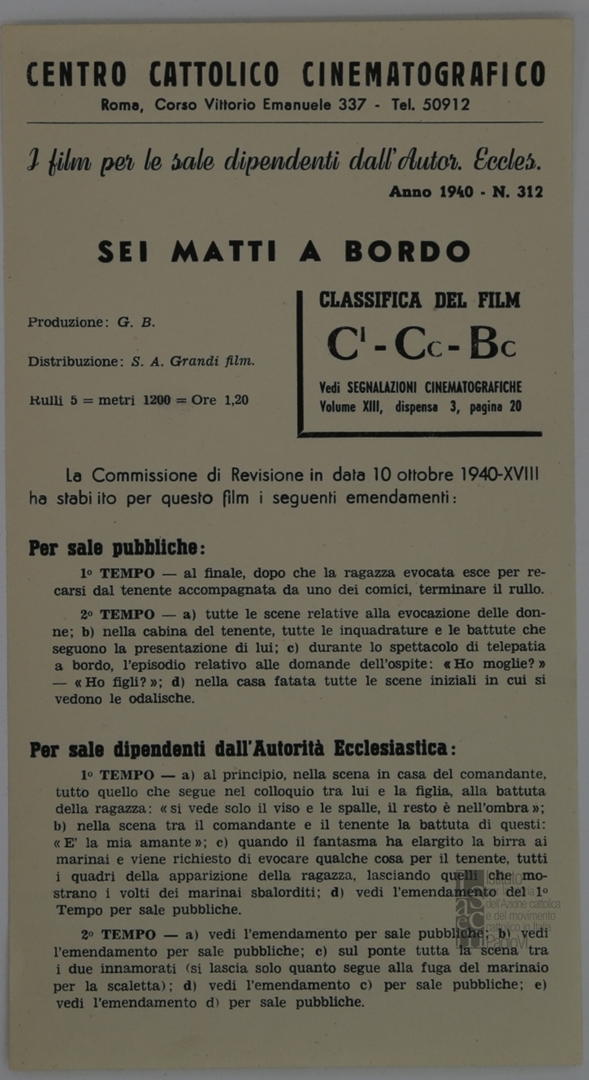 CENTRO CATTOLICO CINEMATOGRAFICO
Roma, Corso Vittorio Emanuele 337 - Tel. 50912
I film per le sale dipendenti dall'Autor. Eccles.
Anno 1940 - N. 312
SEI MATTI A BORDO
Produzione: G. B.
Distribuzione: S. A. Grandi film.
Rulli 5 = metri 1200 = Ore 1,20
CLASSIFICA DEL FILM
C¹ - Cc - Bc
Vedi SEGNALAZIONI CINEMATOGRAFICHE
Volume XIII, dispensa 3, pagina 20
La Commissione di Revisione in data 10 ottobre 1940-XVIII
ha stabi ito per questo film i seguenti emendamenti:
Per sale pubbliche:
1º TEMPO — al finale, dopo che la ragazza evocata esce per re-
carsi dal tenente accompagnata da uno dei comici, terminare il rullo.
2º TEMPO — a) tutte le scene relative alla evocazione delle don-
ne; b) nella cabina del tenente, tutte le inquadrature e le battute che
seguono la presentazione di lui; c) durante lo spettacolo di telepatia
a bordo, l'episodio relativo alle domande dell'ospite: «Ho moglie?»
— «Ho figli?»; d) nella casa fatata tutte le scene iniziali in cui si
vedono le odalische.
Per sale dipendenti dall'Autorità Ecclesiastica:
1º TEMPO — a) al principio, nella scena in casa del comandante,
tutto quello che segue nel colloquio tra lui e la figlia, alla battuta
della ragazza: «si vede solo il viso e le spalle, il resto è nell'ombra»;
b) nella scena tra il comandante e il tenente la battuta di questi:
«E' la mia amante»; c) quando il fantasma ha elargito la birra ai
marinai e viene richiesto di evocare qualche cosa per il tenente, tutti
i quadri della apparizione della ragazza, lasciando quelli che mo-
strano i volti dei marinai sbalorditi; d) vedi l'emendamento del 1º
Tempo per sale pubbliche.
2º TEMPO — a) vedi l'emendamento per sale pubbliche; b) vedi
l'emendamento per sale pubbliche; c) sul ponte tutta la scena tra
i due innamorati (si lascia solo quanto segue alla fuga del marinaio
per la scaletta); d) vedi l'emendamento c) per sale pubbliche; e)
vedi l'emendamento d) per sale pubbliche.
dell'Azione cattolica
e del movimento